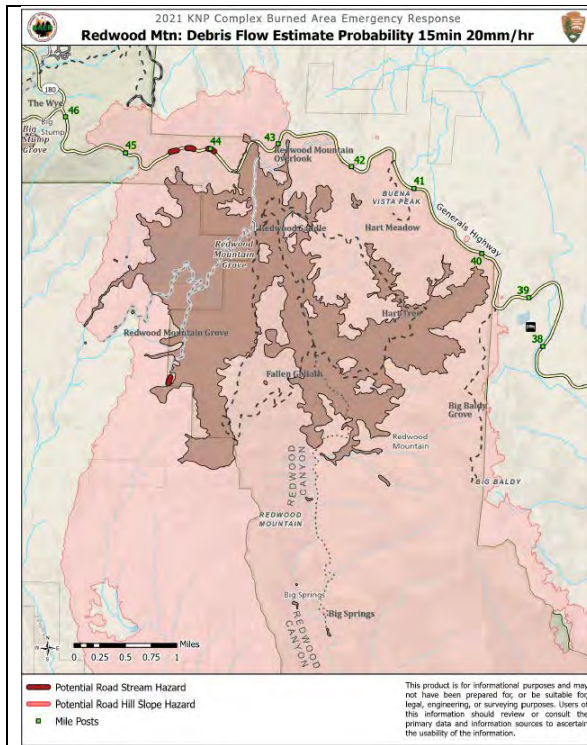 2021 KNP Complex Burned Area Emergency Response
Redwood Mtn: Debris Flow Estimate Probability 15min 20mm/hr
180
The Wye
46
Big
Stump
Big
Stump
Grove
45
44
43
Redwood Mountain
Overlook
42
41
BUENA
VISTA PEAK
Generals Highway
Redwood Saddle
Hart Meadow
40
39
38
Redwood
Mountain
Grove
Hart Tree
Redwood Mountain Grove
Fallen Goliath
Big Baldy
Grove
Redwood
Mountain
BIG BALDY
REDWOOD
CANYON
REDWOOD
MOUNTAIN
Big Springs
Big Springs
REDWOOD
CANYON
Miles
0 0.25 0.5 0.75 1
N
W E
S
Potential Road Stream Hazard
Potential Road Hill Slope Hazard
Mile Posts
This product is for informational purposes and may
not have been prepared for, or be suitable for
legal, engineering, or surveying purposes. Users of
this information should review or consult the
primary data and information sources to ascertain
the usability of the information.